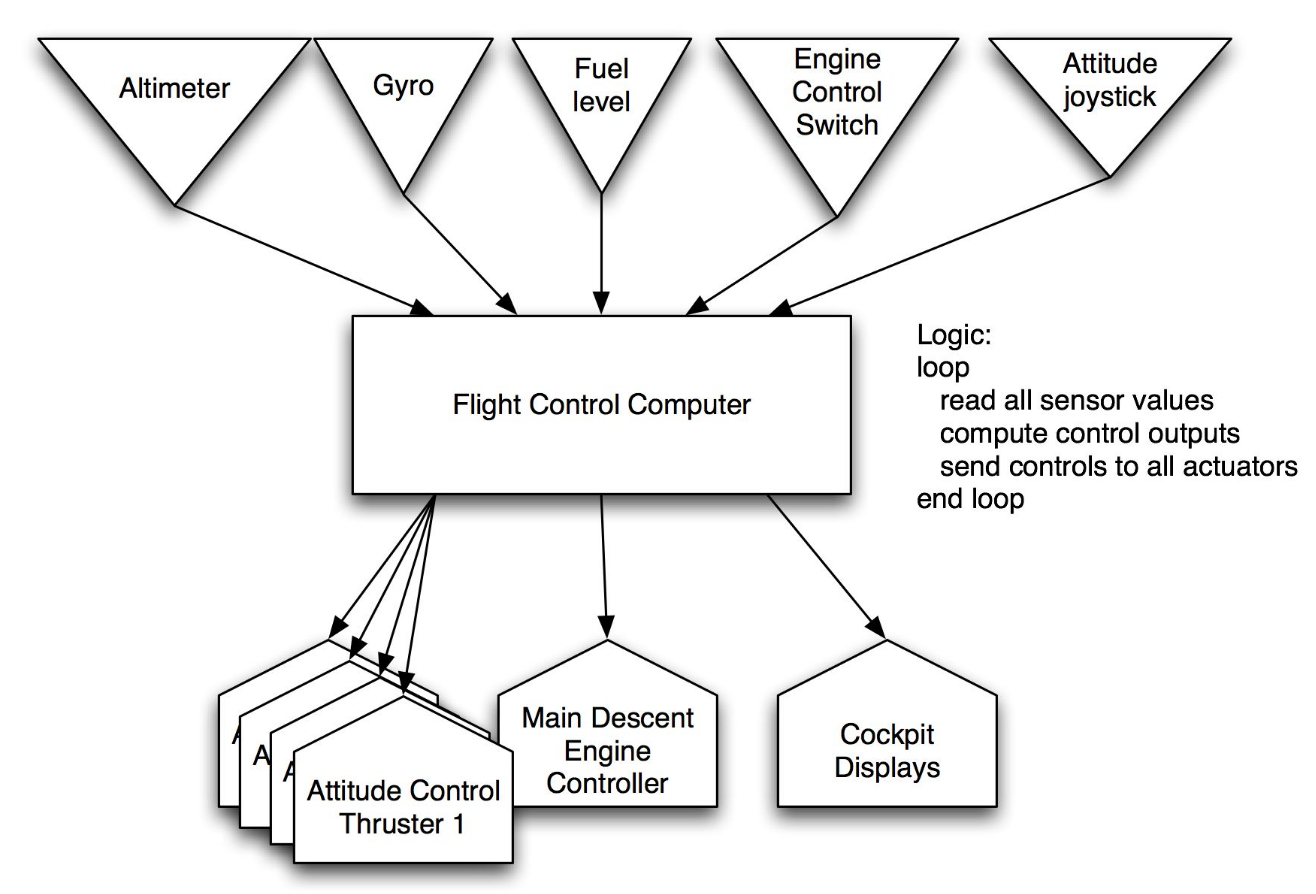 Altimeter
Gyro
Fuel
level
Engine
Control
Switch
Attitude
joystick
Flight Control Computer
Logic:
loop
read all sensor values
compute control outputs
send controls to all actuators
end loop
A
A
A
Attitude Control
Thruster 1
Main Descent
Engine
Controller
Cockpit
Displays